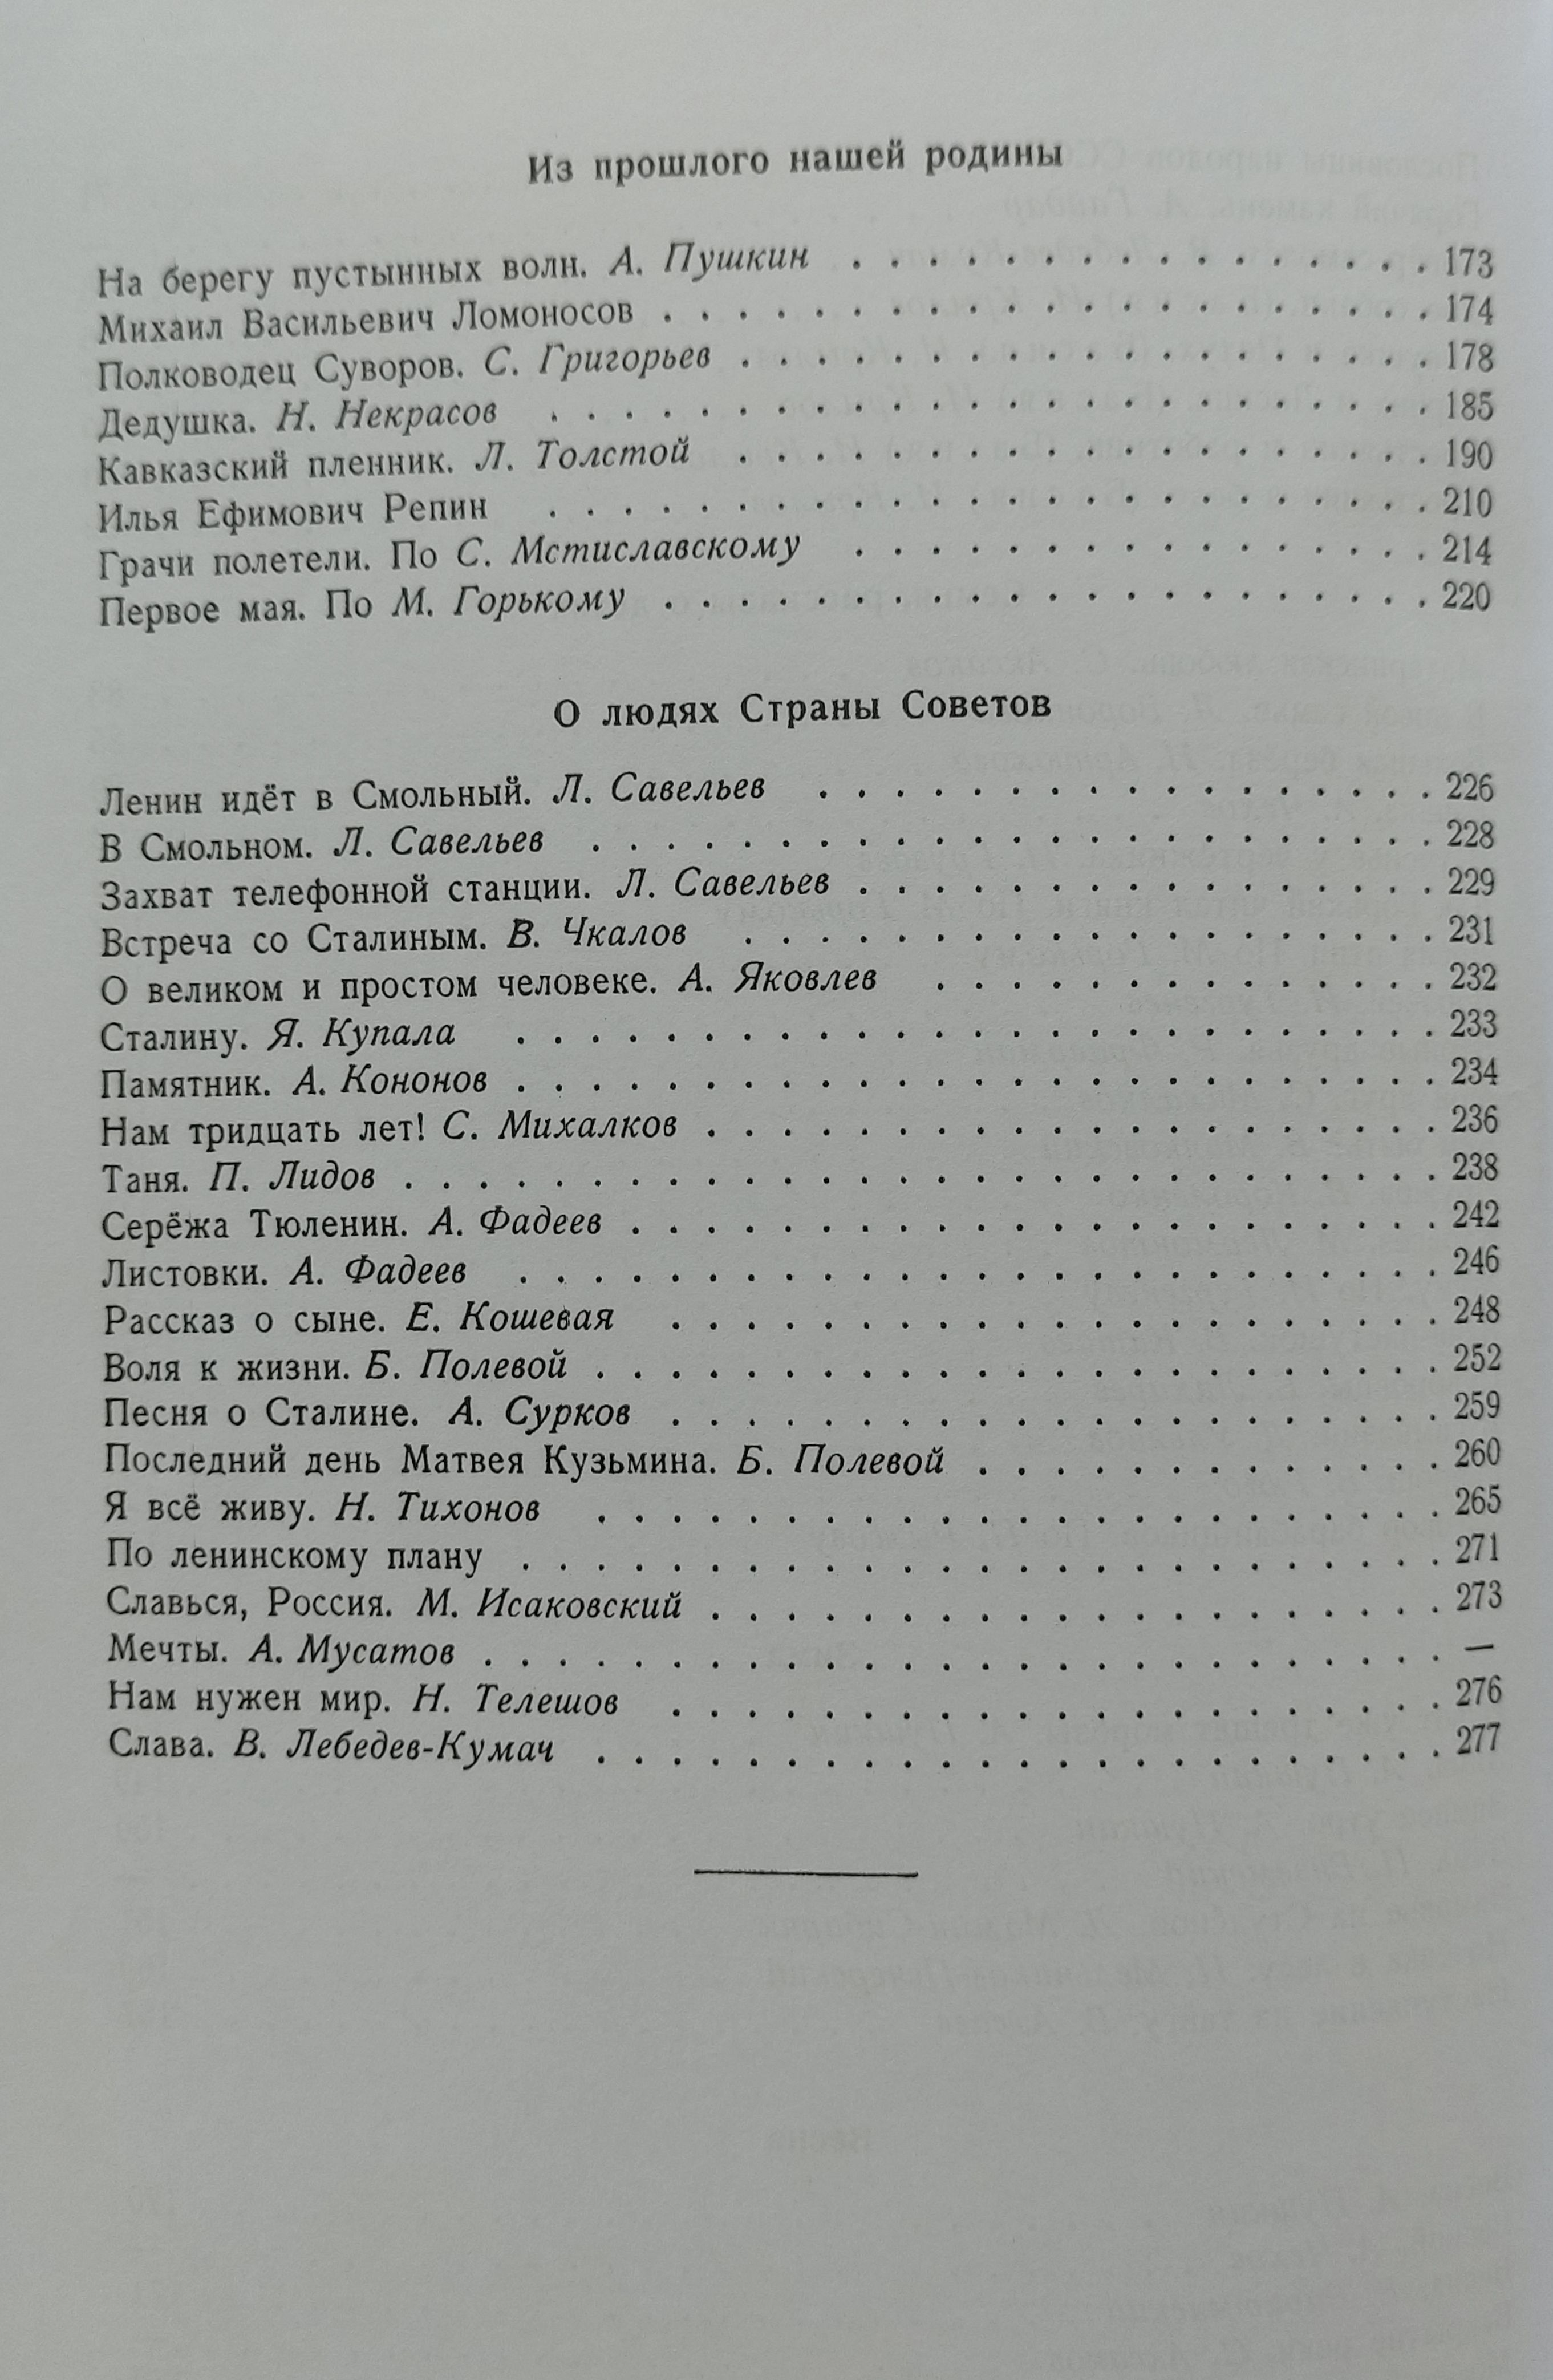 Из прошлого нашей родины
На берегу пустынных волн. А. Пушкин . . . . . . . . . . . . . . . . 173
Михаил Васильевич Ломоносов . . . . . . . . . . . . . . . . . . . . . 174
Полководец Суворов. С. Григорьев . . . . . . . . . . . . . . . . . . . 178
Дедушка. Н. Некрасов . . . . . . . . . . . . . . . . . . . . . . . . 185
Кавказский пленник. Л. Толстой . . . . . . . . . . . . . . . . . . . 190
Илья Ефимович Репин . . . . . . . . . . . . . . . . . . . . . . . . 210
Грачи полетели. По С. Мстиславскому . . . . . . . . . . . . . . . . 214
Первое мая. По М. Горькому . . . . . . . . . . . . . . . . . . . . . 220
О людях Страны Советов
Ленин идёт в Смольный. Л. Савельев . . . . . . . . . . . . . . . . . 226
В Смольном. Л. Савельев . . . . . . . . . . . . . . . . . . . . . . . 228
Захват телефонной станции. Л. Савельев . . . . . . . . . . . . . . . . 229
Встреча со Сталиным. В. Чкалов . . . . . . . . . . . . . . . . . . . 231
О великом и простом человеке. А. Яковлев . . . . . . . . . . . . . . 232
Сталину. Я. Купала . . . . . . . . . . . . . . . . . . . . . . . . . 233
Памятник. А. Кононов . . . . . . . . . . . . . . . . . . . . . . . . . 234
Нам тридцать лет! С. Михалков . . . . . . . . . . . . . . . . . . . . 236
Таня. П. Лидов . . . . . . . . . . . . . . . . . . . . . . . . . . . . 238
Серёжа Тюленин. А. Фадеев . . . . . . . . . . . . . . . . . . . . . . 242
Листовки. А. Фадеев . . . . . . . . . . . . . . . . . . . . . . . . . 246
Рассказ о сыне. Е. Кошевая . . . . . . . . . . . . . . . . . . . . . 248
Воля к жизни. Б. Полевой . . . . . . . . . . . . . . . . . . . . . . . 252
Песня о Сталине. А. Сурков . . . . . . . . . . . . . . . . . . . . . 259
Последний день Матвея Кузьмина. Б. Полевой . . . . . . . . . . . . . 260
Я всё живу. Н. Тихонов . . . . . . . . . . . . . . . . . . . . . . . 265
По ленинскому плану . . . . . . . . . . . . . . . . . . . . . . . . . 271
Славься, Россия. М. Исаковский . . . . . . . . . . . . . . . . . . . . 273
Мечты. А. Мусатов . . . . . . . . . . . . . . . . . . . . . . . . . . —
Нам нужен мир. Н. Телешов . . . . . . . . . . . . . . . . . . . . . 276
Слава. В. Лебедев-Кумач . . . . . . . . . . . . . . . . . . . . . . . 277